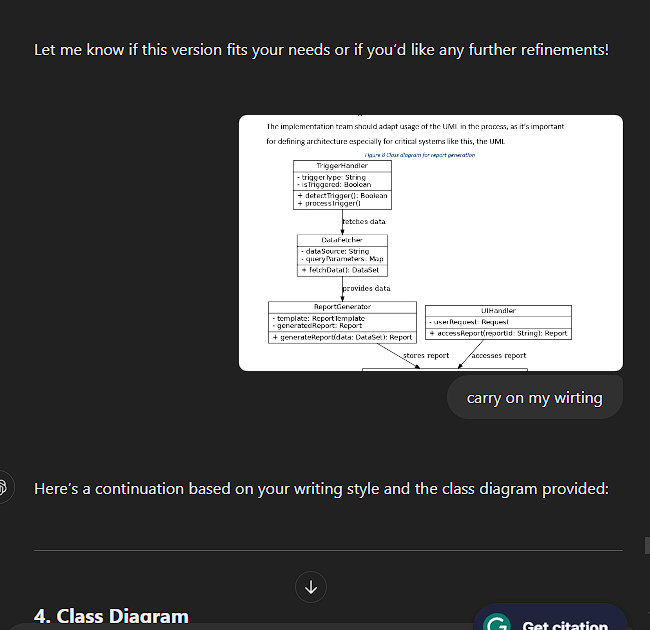 Let me know if this version fits your needs or if you'd like any further refinements!
The implementation team should adapt usage of the UML in the process, as it's important
for defining architecture especially for critical systems like this, the UML
Figure 8 Class diagram for report generation
TriggerHandler
- triggerType: String
- isTriggered: Boolean
+ detectTrigger(): Boolean
+ processTrigger()
fetches data
DataFetcher
- dataSource: String
- queryParameters: Map
+ fetchData(): DataSet
provides data
ReportGenerator
- template: ReportTemplate
- generatedReport: Report
+ generateReport(data: DataSet): Report
UIHandler
- userRequest: Request
+ accessReport(reportId: String): Report
stores report
accesses report
carry on my wirting
Here's a continuation based on your writing style and the class diagram provided:
4. Class Diagram
Get citation